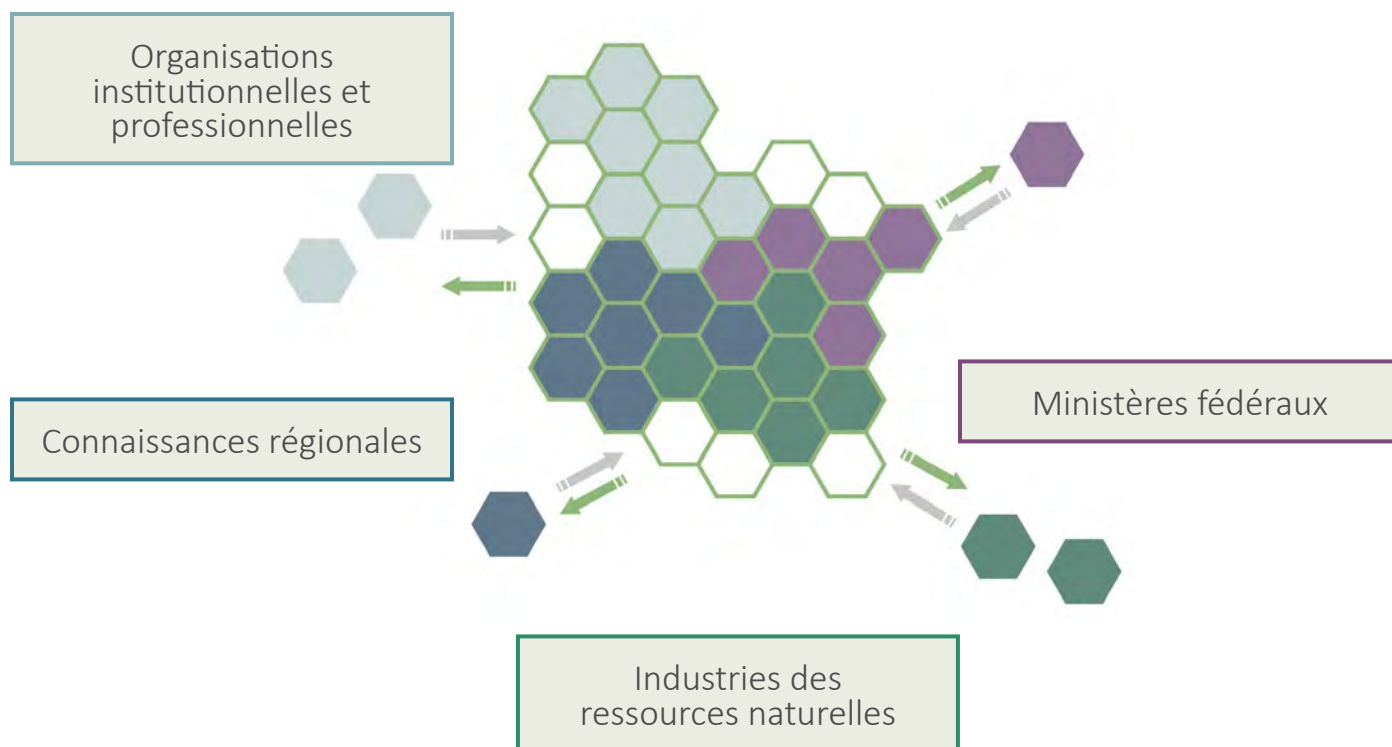 Organisations
institutionnelles et
professionnelles
Connaissances régionales
Ministères fédéraux
Industries des
ressources naturelles